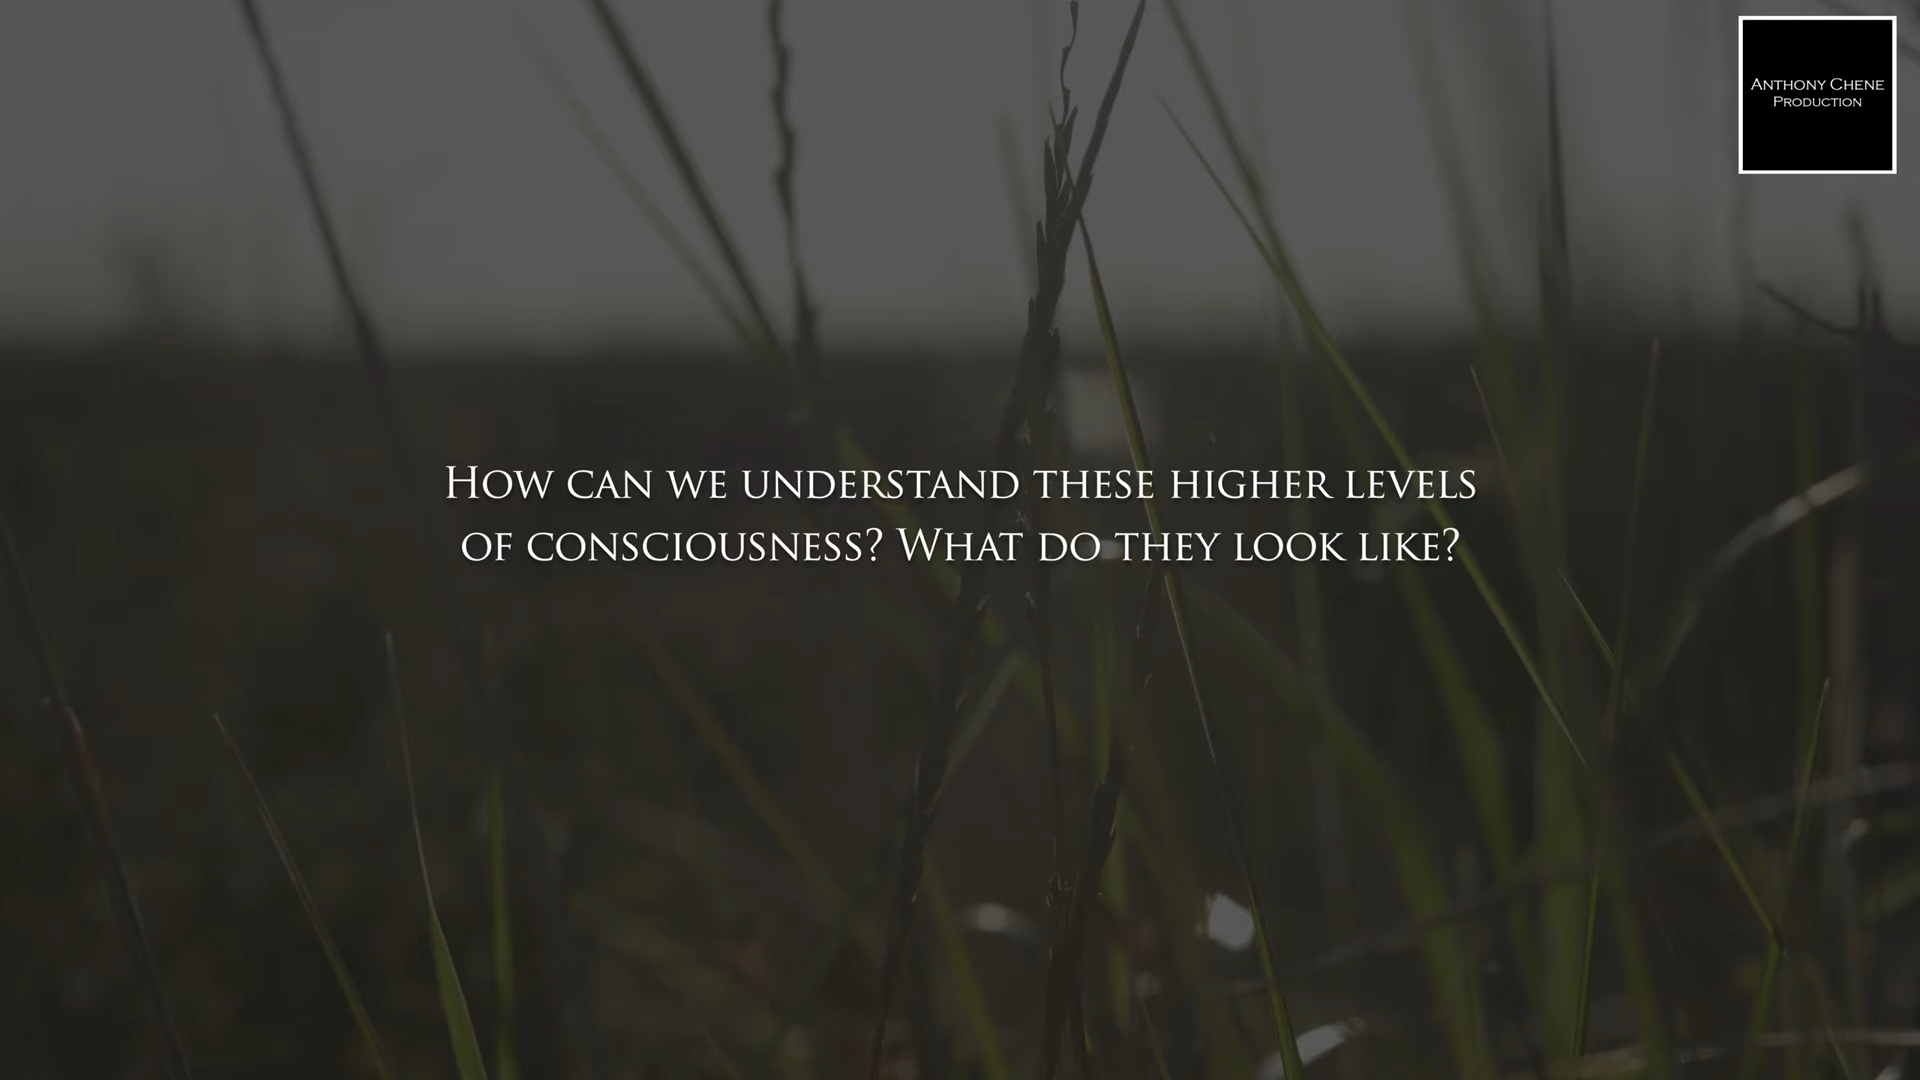 Anthony Chene
Production
How can we understand these higher levels
of consciousness? What do they look like?